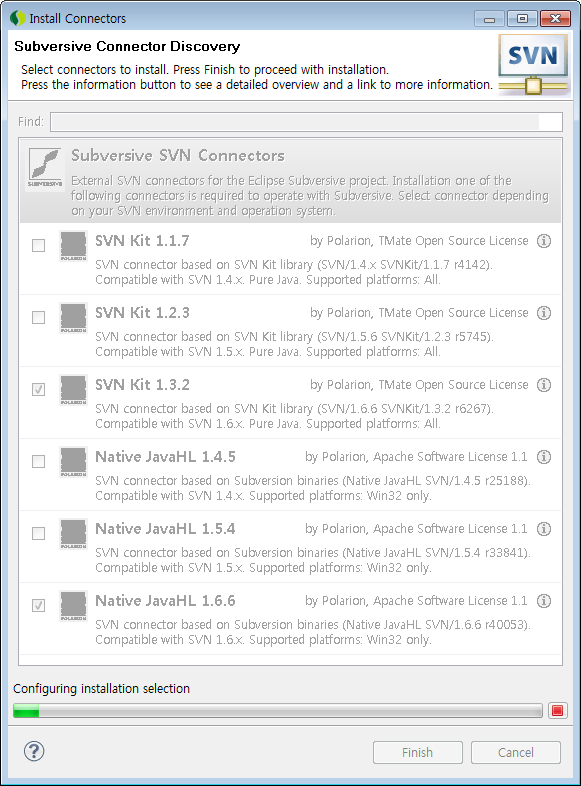 Install Connectors
Subversive Connector Discovery
Select connectors to install. Press Finish to proceed with installation.
Press the information button to see a detailed overview and a link to more information.
SVN
Find:
Subversive SVN Connectors
SUBVERSIVE
External SVN connectors for the Eclipse Subversive project. Installation one of the
following connectors is required to operate with Subversive. Select connector depending
on your SVN environment and operation system.
SVN Kit 1.1.7
by Polarion, TMate Open Source License
POLARION
SVN connector based on SVN Kit library (SVN/1.4.x SVNKit/1.1.7 r4142).
Compatible with SVN 1.4.x. Pure Java. Supported platforms: All.
SVN Kit 1.2.3
by Polarion, TMate Open Source License
POLARION
SVN connector based on SVN Kit library (SVN/1.5.6 SVNKit/1.2.3 r5745).
Compatible with SVN 1.5.x. Pure Java. Supported platforms: All.
SVN Kit 1.3.2
by Polarion, TMate Open Source License
POLARION
SVN connector based on SVN Kit library (SVN/1.6.6 SVNKit/1.3.2 r6267).
Compatible with SVN 1.6.x. Pure Java. Supported platforms: All.
Native JavaHL 1.4.5
by Polarion, Apache Software License 1.1
POLARION
SVN connector based on Subversion binaries (Native JavaHL SVN/1.4.5 r25188).
Compatible with SVN 1.4.x. Supported platforms: Win32 only.
Native JavaHL 1.5.4
by Polarion, Apache Software License 1.1
POLARION
SVN connector based on Subversion binaries (Native JavaHL SVN/1.5.4 r33841).
Compatible with SVN 1.5.x. Supported platforms: Win32 only.
Native JavaHL 1.6.6
by Polarion, Apache Software License 1.1
POLARION
SVN connector based on Subversion binaries (Native JavaHL SVN/1.6.6 r40053).
Compatible with SVN 1.6.x. Supported platforms: Win32 only.
Configuring installation selection
?
Finish
Cancel